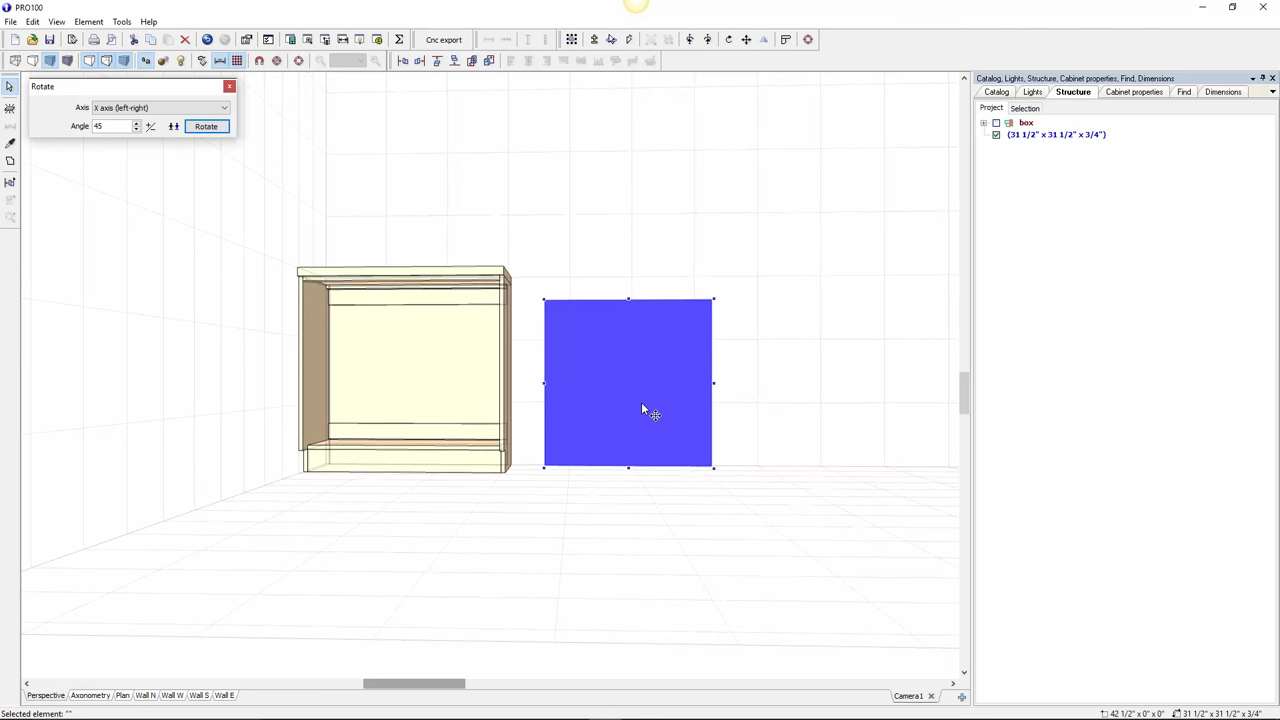 PRO100
File Edit View Element Tools Help
Cnc export
Rotate
Axis X axis (left-right)
Angle 45 Rotate
Catalog, Lights, Structure, Cabinet properties, Find, Dimensions
Catalog Lights Structure Cabinet properties Find Dimensions
Project Selection
box
(31 1/2" x 31 1/2" x 3/4")
Perspective Axonometry Plan Wall N Wall W Wall S Wall E
Camera1
Selected element: ""
42 1/2" x 0" x 0" 31 1/2" x 31 1/2" x 3/4"